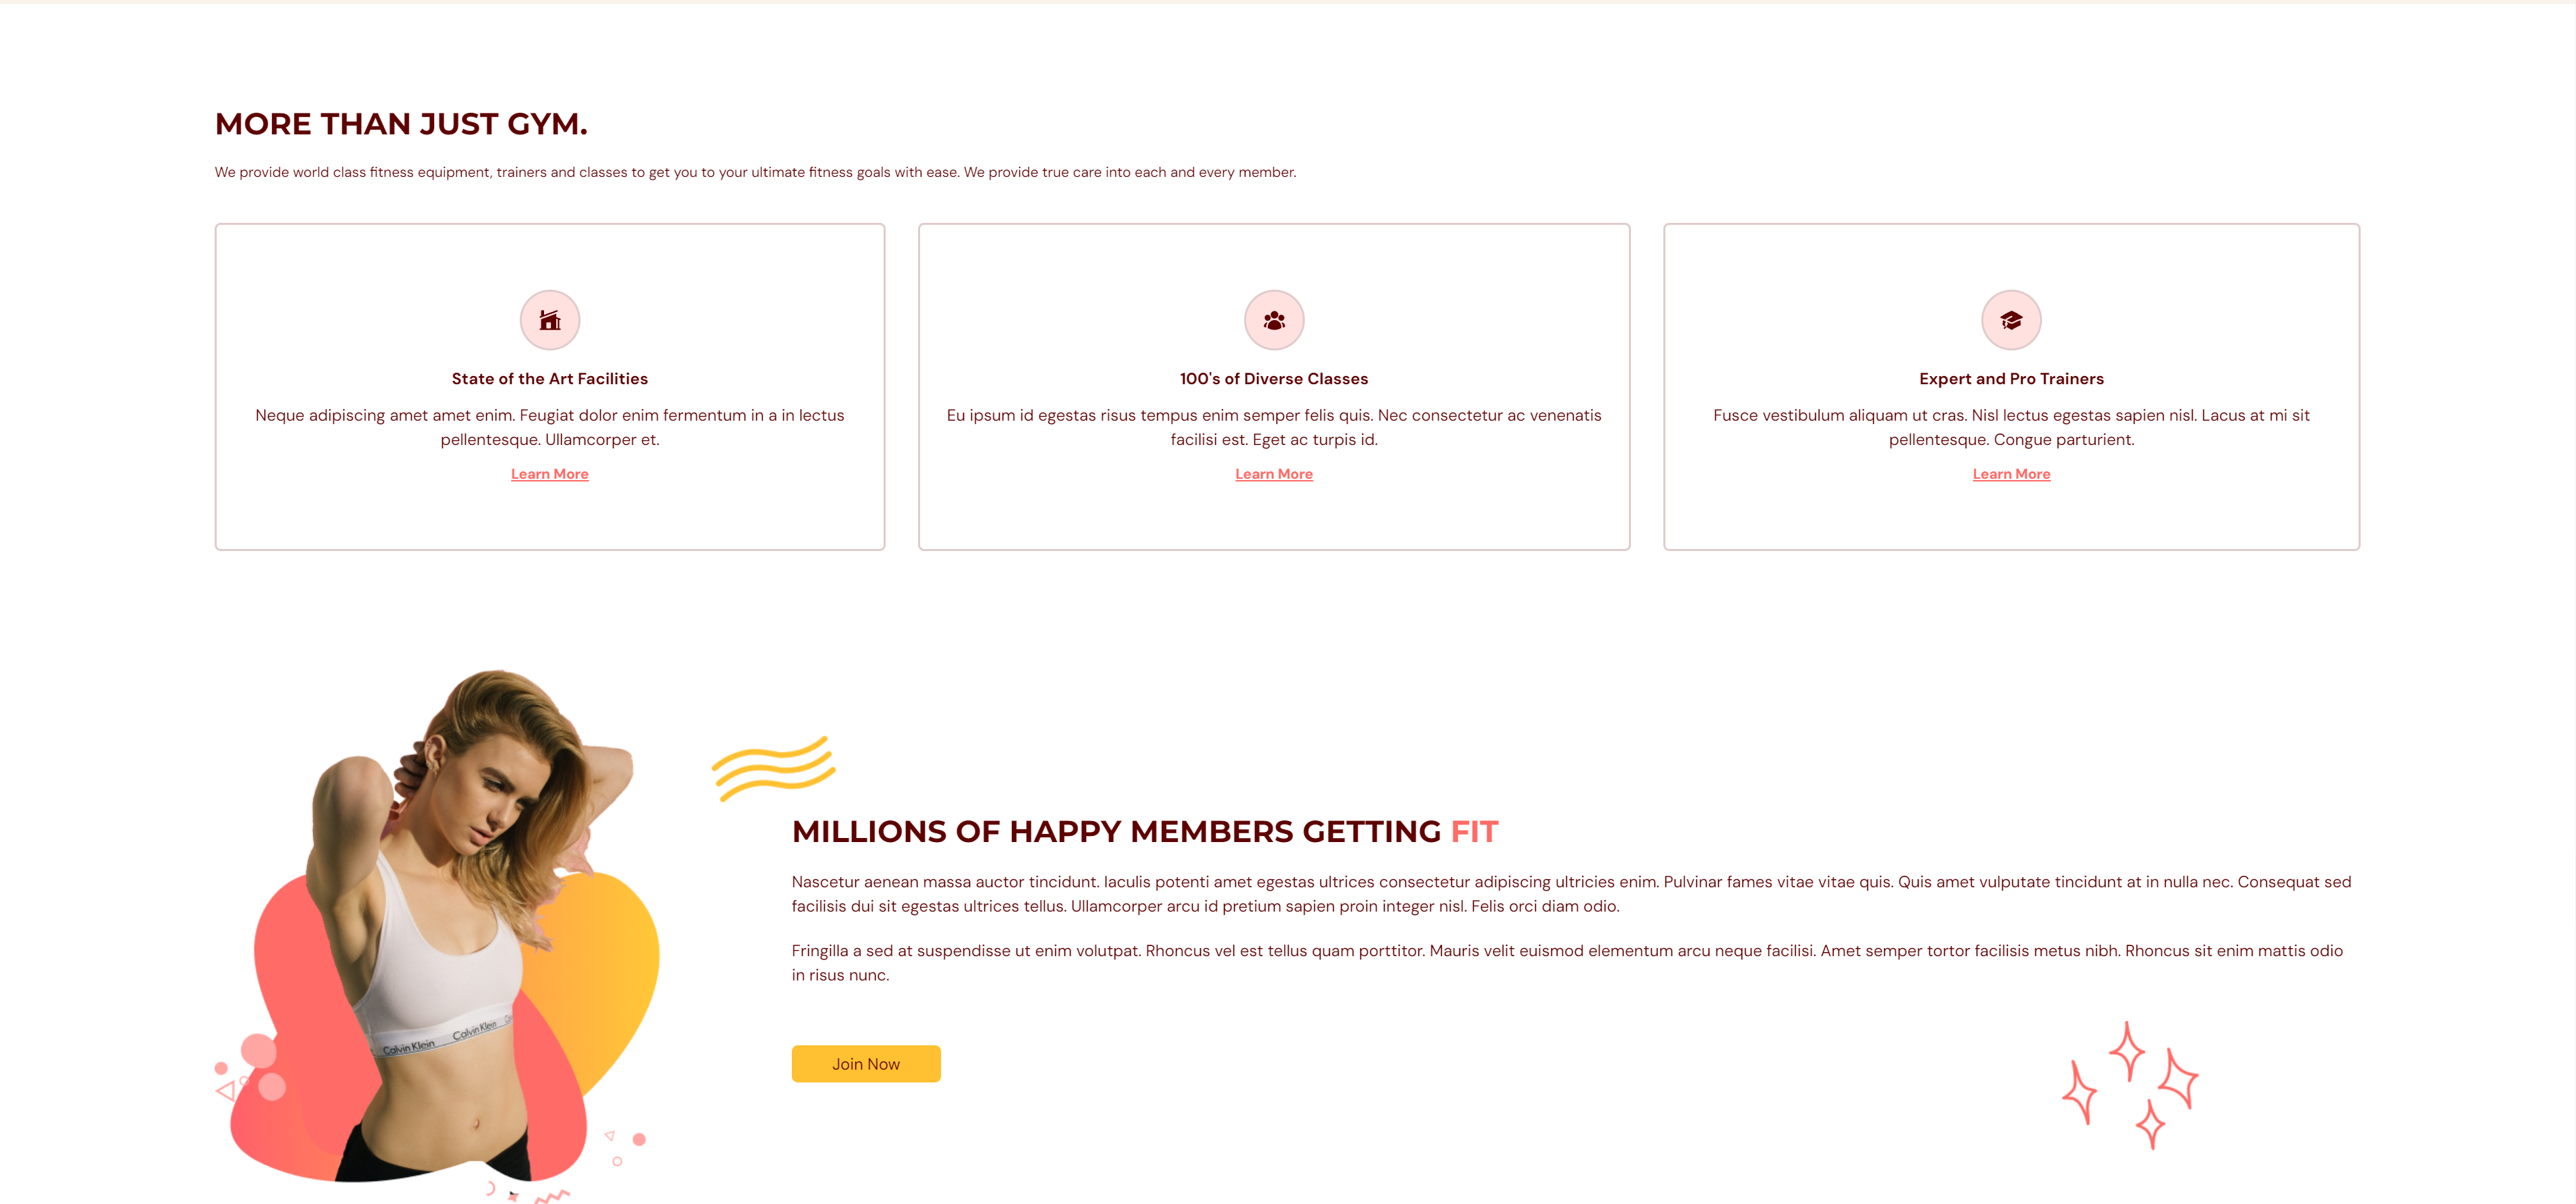 MORE THAN JUST GYM.
We provide world class fitness equipment, trainers and classes to get you to your ultimate fitness goals with ease. We provide true care into each and every member.
State of the Art Facilities
Neque adipiscing amet amet enim. Feugiat dolor enim fermentum in a in lectus
pellentesque. Ullamcorper et.
Learn More
100's of Diverse Classes
Eu ipsum id egestas risus tempus enim semper felis quis. Nec consectetur ac venenatis
facilisi est. Eget ac turpis id.
Learn More
Expert and Pro Trainers
Fusce vestibulum aliquam ut cras. Nisl lectus egestas sapien nisl. Lacus at mi sit
pellentesque. Congue parturient.
Learn More
MILLIONS OF HAPPY MEMBERS GETTING FIT
Nascetur aenean massa auctor tincidunt. Iaculis potenti amet egestas ultrices consectetur adipiscing ultricies enim. Pulvinar fames vitae vitae quis. Quis amet vulputate tincidunt at in nulla nec. Consequat sed
facilisis dui sit egestas ultrices tellus. Ullamcorper arcu id pretium sapien proin integer nisl. Felis orci diam odio.
Fringilla a sed at suspendisse ut enim volutpat. Rhoncus vel est tellus quam porttitor. Mauris velit euismod elementum arcu neque facilisi. Amet semper tortor facilisis metus nibh. Rhoncus sit enim mattis odio
in risus nunc.
Join Now
Calvin Klein Calvin Klein